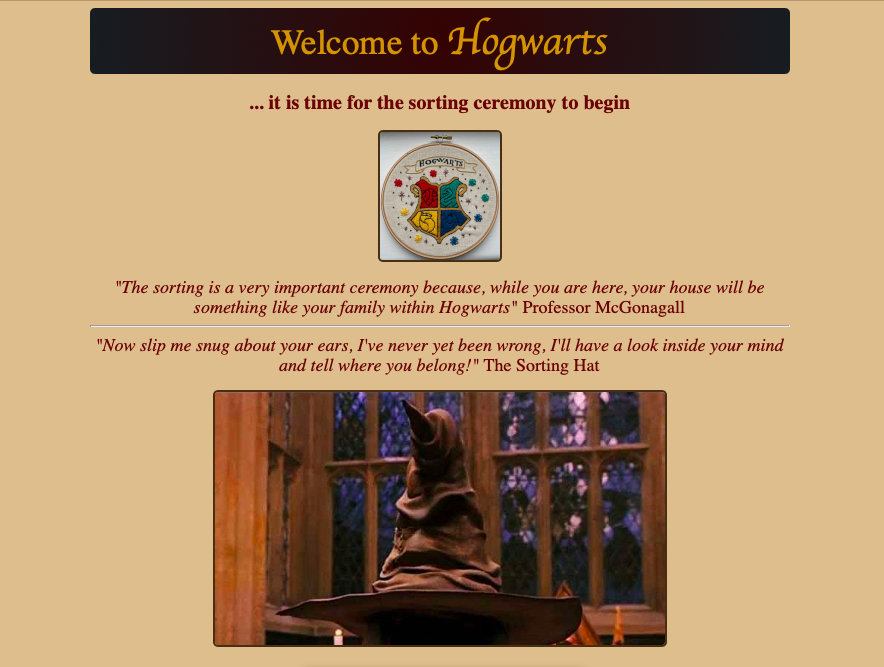 Welcome to Hogwarts
... it is time for the sorting ceremony to begin
HOGWARTS
"The sorting is a very important ceremony because, while you are here, your house will be
something like your family within Hogwarts" Professor McGonagall
"Now slip me snug about your ears, I've never yet been wrong, I'll have a look inside your mind
and tell where you belong!" The Sorting Hat